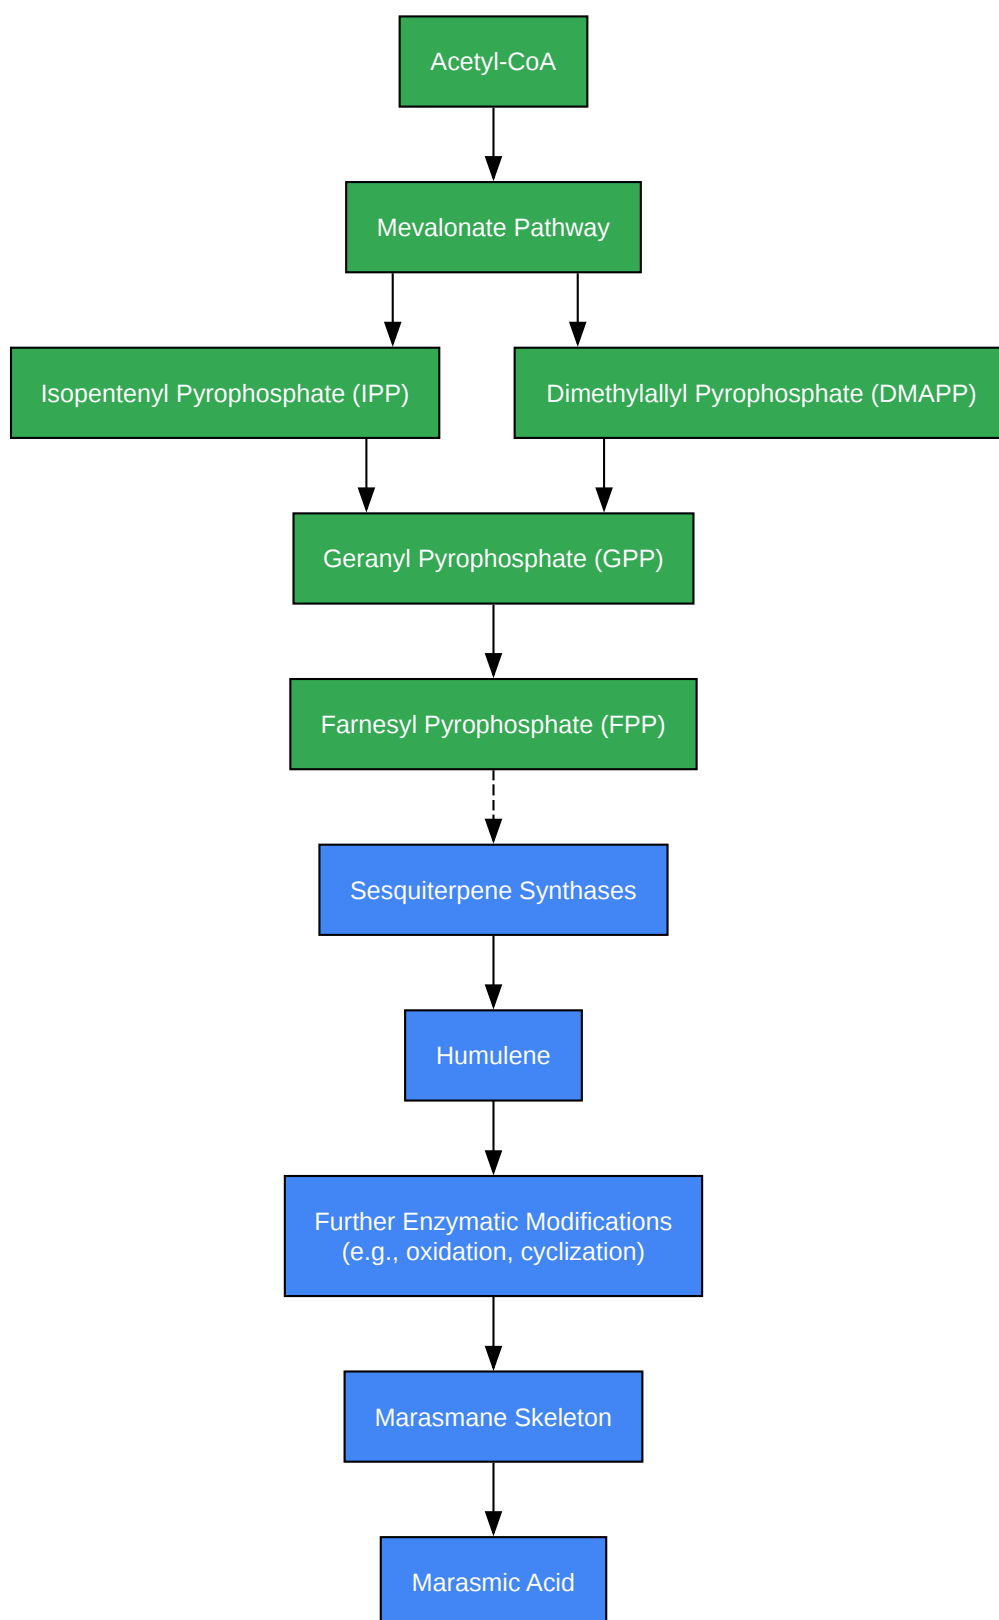 Acetyl-CoA
Mevalonate Pathway
Isopentenyl Pyrophosphate (IPP)
Dimethylallyl Pyrophosphate (DMAPP)
Geranyl Pyrophosphate (GPP)
Farnesyl Pyrophosphate (FPP)
Sesquiterpene Synthases
Humulene
Further Enzymatic Modifications
(e.g., oxidation, cyclization)
Marasmane Skeleton
Marasmic Acid